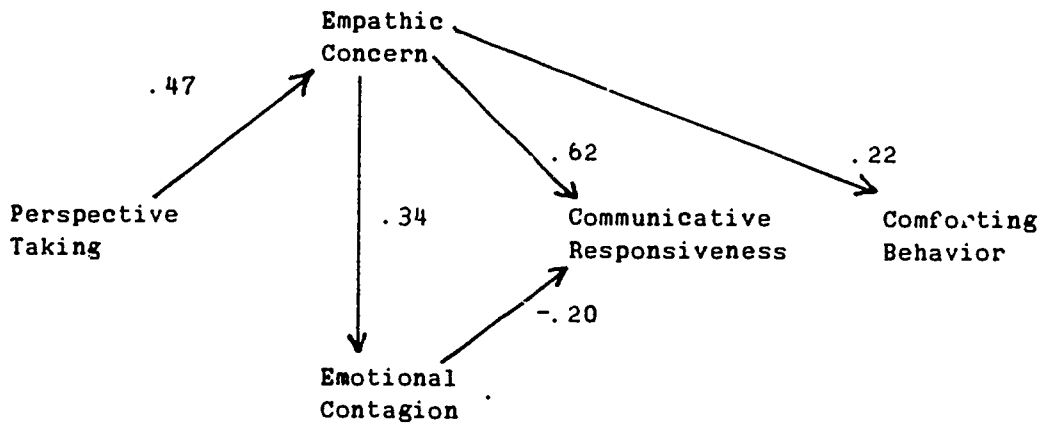 Empathic
Concern
.47
.62
.22
Perspective
Taking
.34
Communicative
Responsiveness
Comforting
Behavior
-.20
Emotional
Contagion